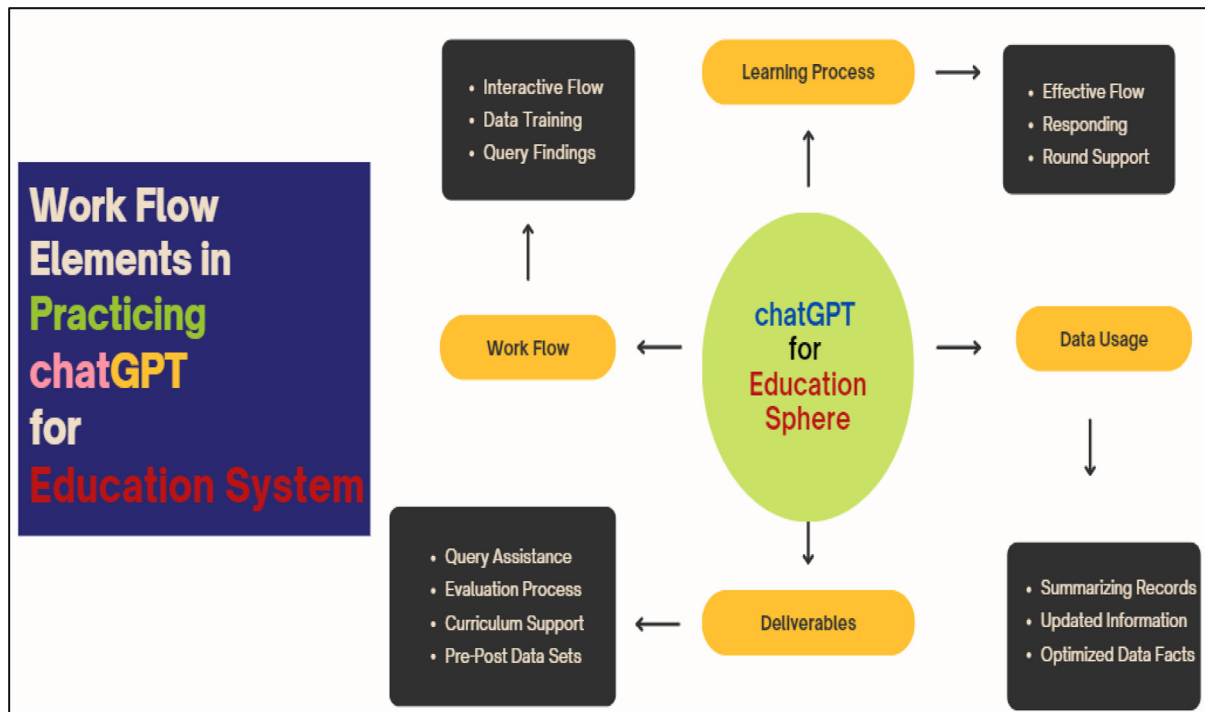 Work Flow
Elements in
Practicing
chatGPT
for
Education System
• Interactive Flow
• Data Training
• Query Findings
Learning Process
• Effective Flow
• Responding
• Round Support
Work Flow
chatGPT
for
Education
Sphere
Data Usage
• Query Assistance
• Evaluation Process
• Curriculum Support
• Pre-Post Data Sets
Deliverables
• Summarizing Records
• Updated Information
• Optimized Data Facts